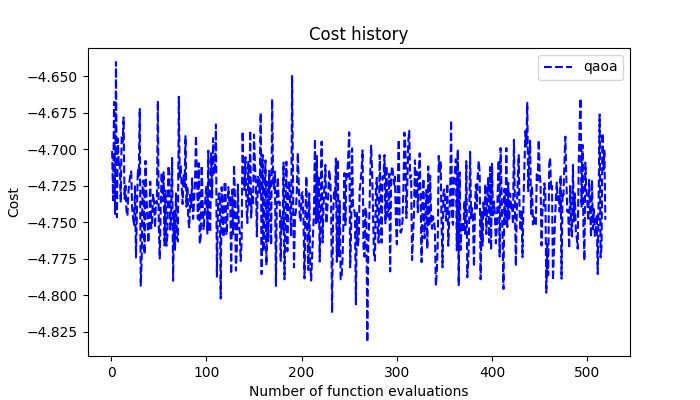 Cost history
qaoa
−4.650
−4.675
−4.700
−4.725
−4.750
−4.775
−4.800
−4.825
Cost
0 100 200 300 400 500
Number of function evaluations